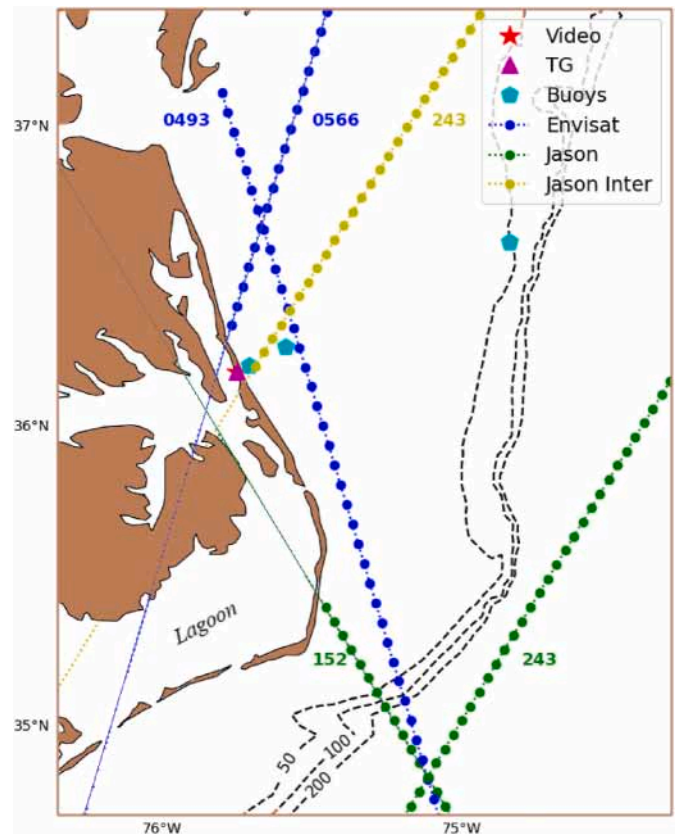 Video
TG
Buoys
Envisat
Jason
Jason Inter
37°N
0493
0566
243
36°N
Lagoon
152
243
35°N
50
100
200
76°W
75°W